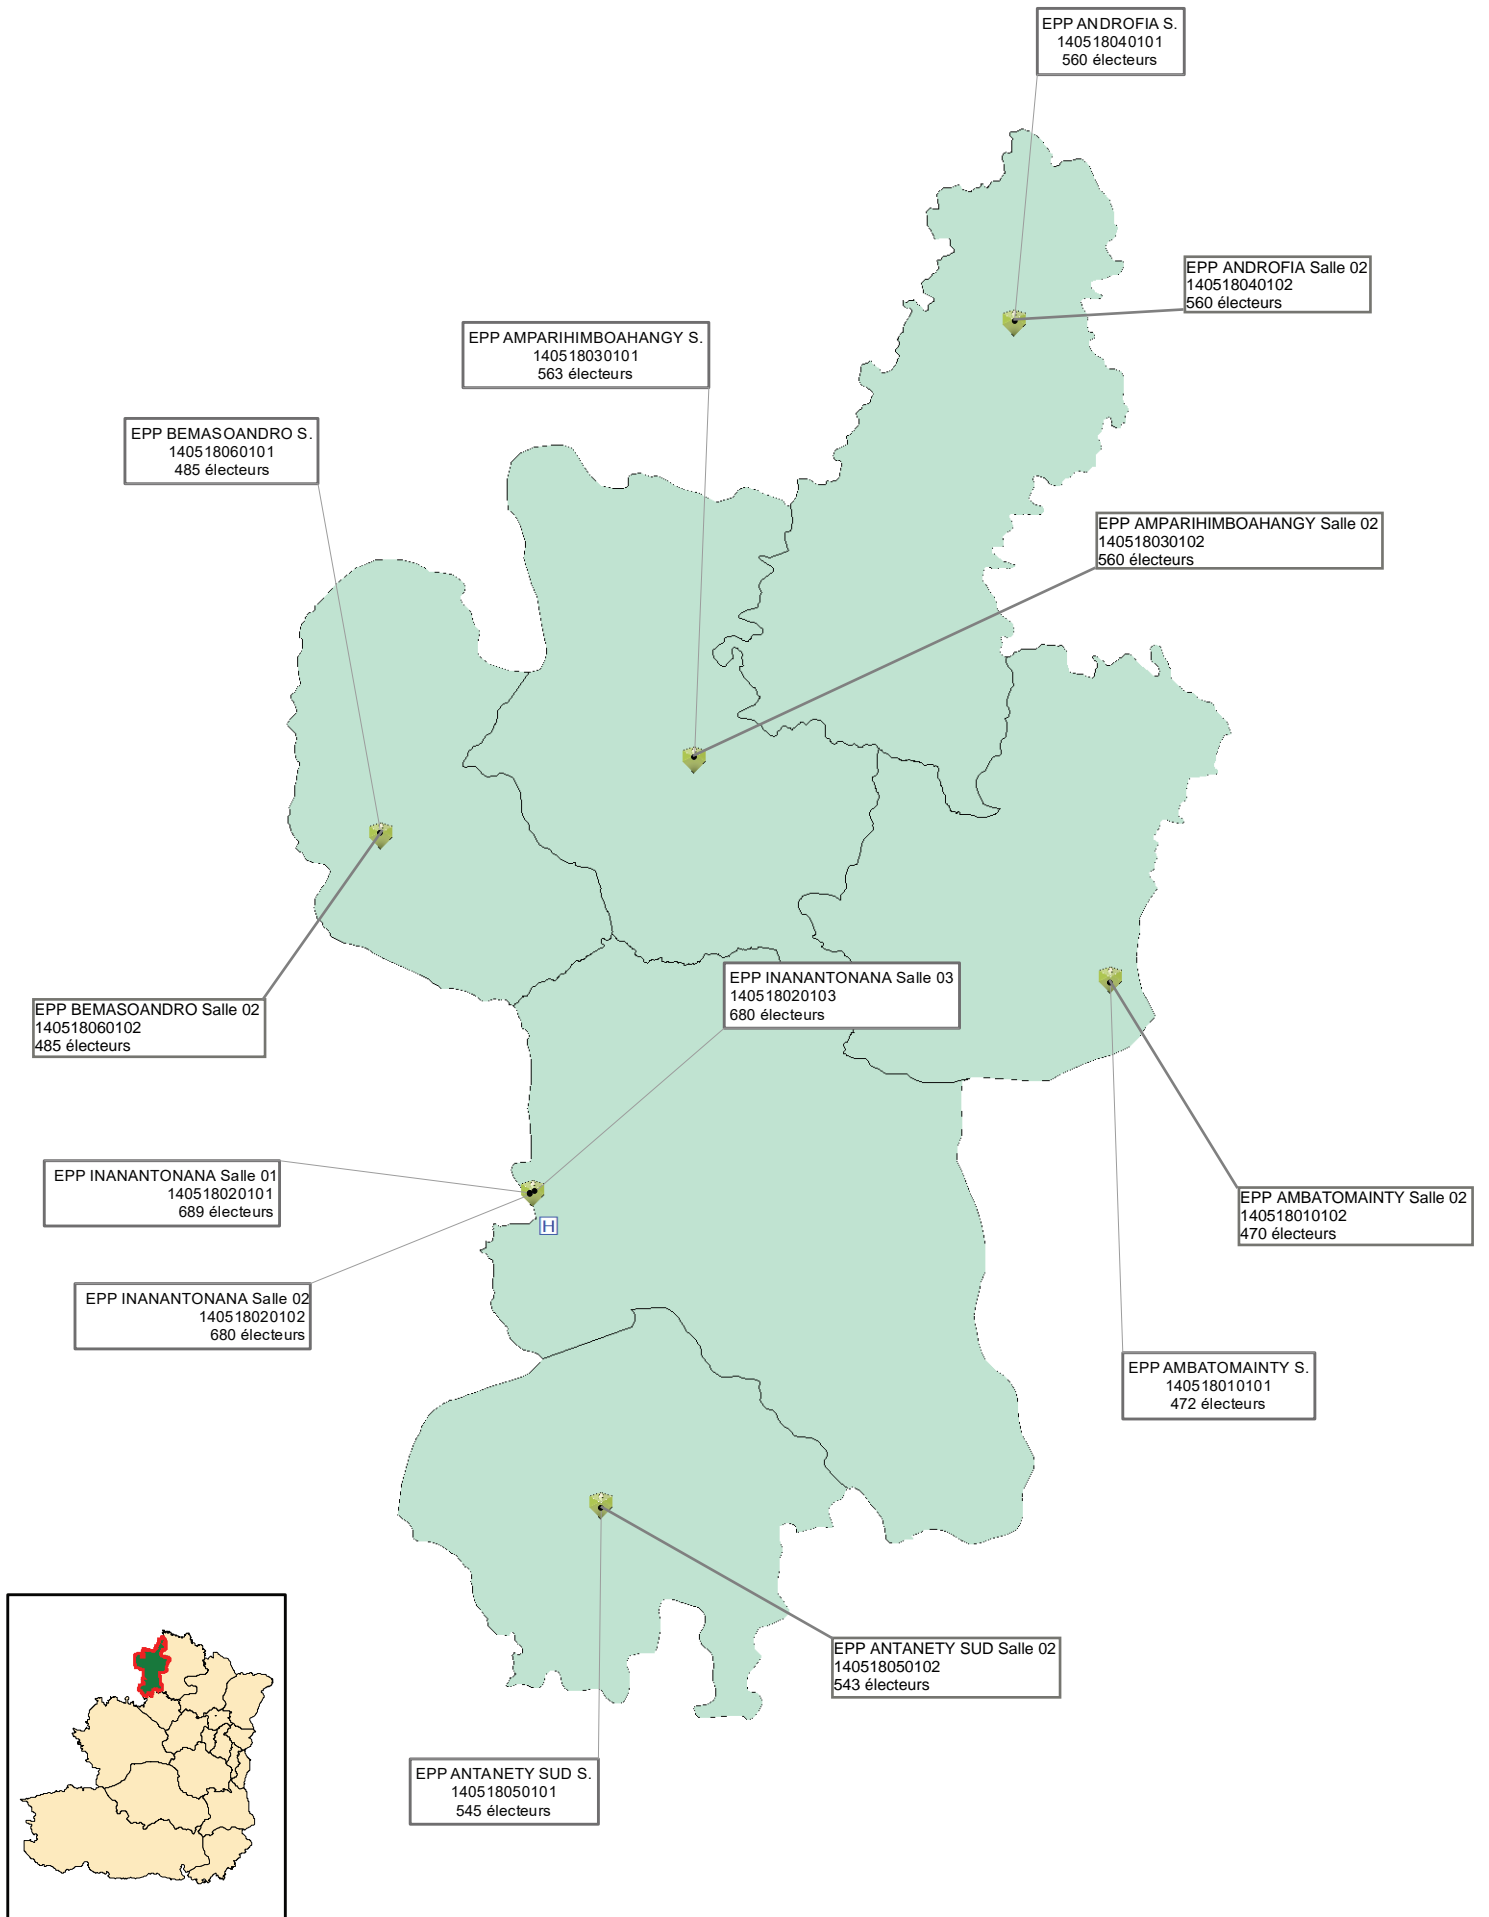 EPP ANDROFIA S.
140518040101
560 électeurs
EPP ANDROFIA Salle 02
140518040102
560 électeurs
EPP AMPARIHIMBOAHANGY S.
140518030101
563 électeurs
EPP BEMASOANDRO S.
140518060101
485 électeurs
EPP AMPARIHIMBOAHANGY Salle 02
140518030102
560 électeurs
EPP INANANTONANA Salle 03
140518020103
680 électeurs
EPP BEMASOANDRO Salle 02
140518060102
485 électeurs
EPP INANANTONANA Salle 01
140518020101
689 électeurs
H
EPP AMBATOMAINTY Salle 02
140518010102
470 électeurs
EPP INANANTONANA Salle 02
140518020102
680 électeurs
EPP AMBATOMAINTY S.
140518010101
472 électeurs
EPP ANTANETY SUD Salle 02
140518050102
543 électeurs
EPP ANTANETY SUD S.
140518050101
545 électeurs